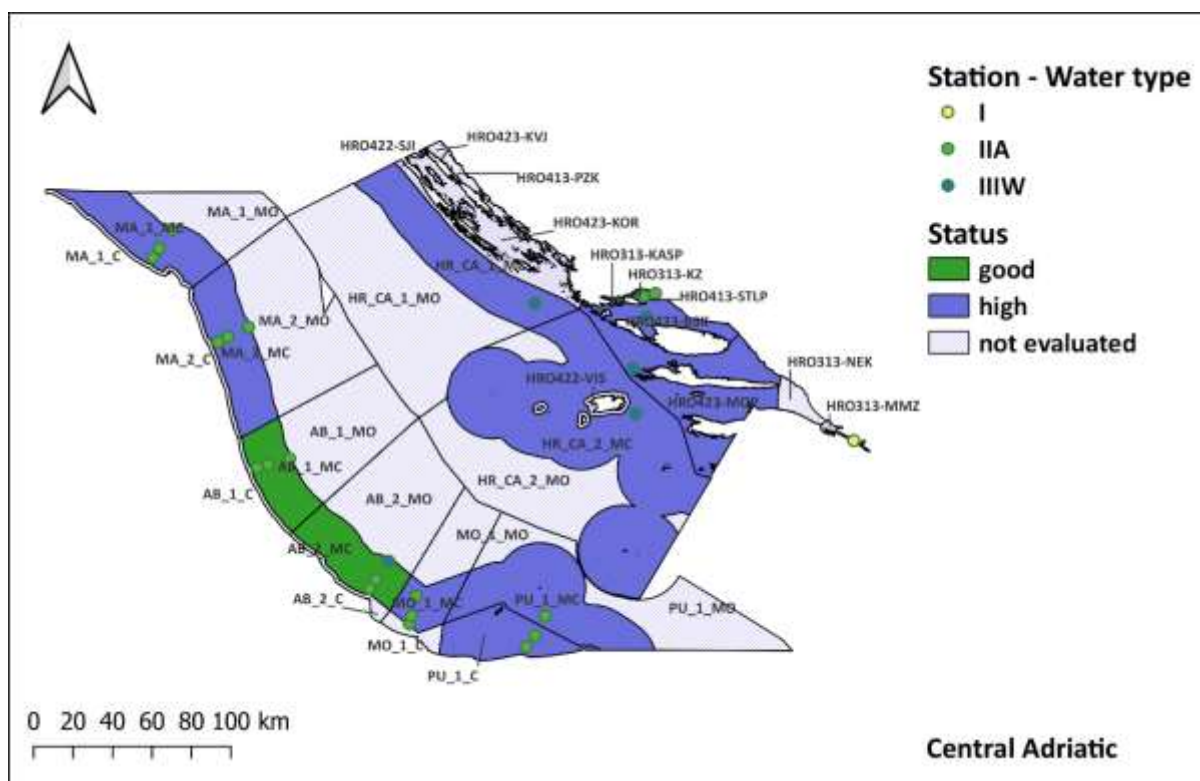 Station - Water type
I
IIA
IIIW
Status
good
high
not evaluated
HRO423-KVJ
HRO422-SJI
HRO413-PZK
HRO423-KOR
HRO313-KASP
HRO313-KZ
HRO413-STLP
HRO313-NEK
HRO313-MMZ
HRO422-VIS
HRO423-MOP
MA_1_MO
MA_1_MC
MA_1_C
HR_CA_1_MO
MA_2_MO
MA_2_C
MA_2_MC
AB_1_MO
AB_1_MC
AB_1_C
HR_CA_2_MC
HR_CA_2_MO
AB_2_MO
AB_2_MC
AB_2_C
MO_1_MO
MO_1_MC
MO_1_C
PU_1_MC
PU_1_MO
PU_1_C
0 20 40 60 80 100 km
Central Adriatic